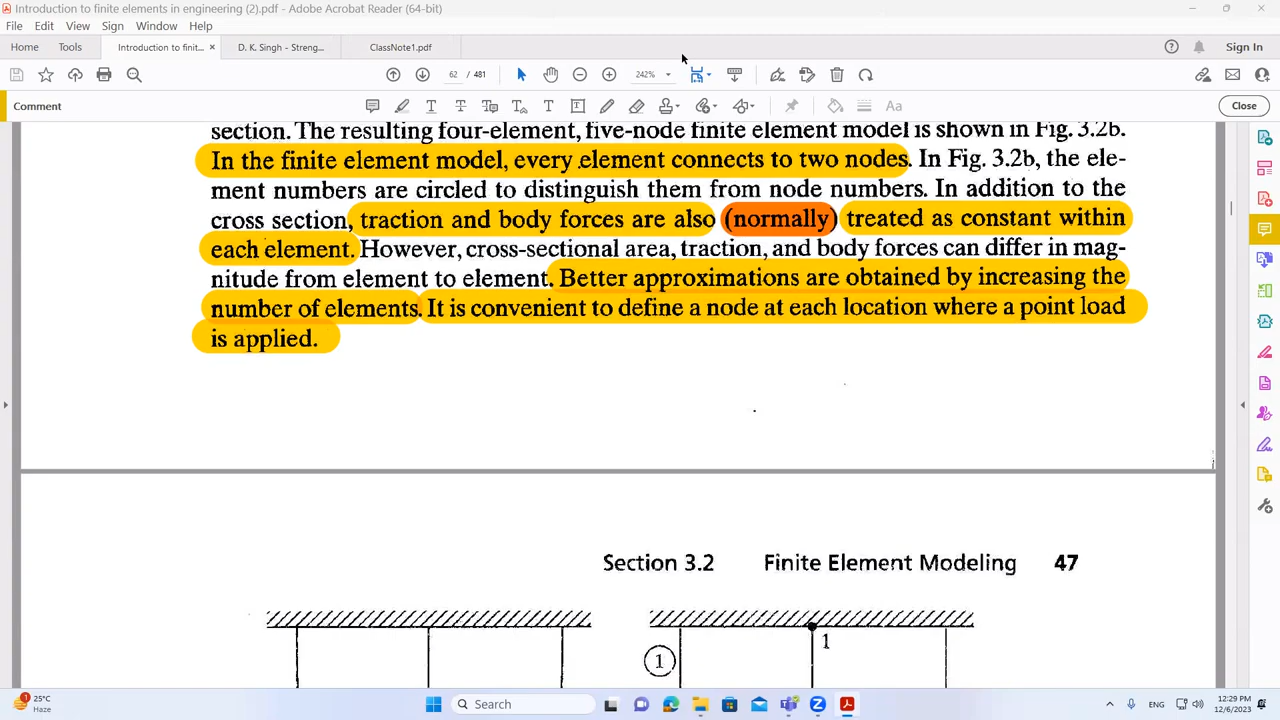 Introduction to finite elements in engineering (2).pdf - Adobe Acrobat Reader (64-bit)
File Edit View Sign Window Help
Home Tools Introduction to finit... × D. K. Singh - Streng... ClassNote1.pdf Sign In
62 / 481 242%
Comment Aa Close
section. The resulting four-element, five-node finite element model is shown in Fig. 3.2b.
In the finite element model, every element connects to two nodes. In Fig. 3.2b, the ele-
ment numbers are circled to distinguish them from node numbers. In addition to the
cross section, traction and body forces are also (normally) treated as constant within
each element. However, cross-sectional area, traction, and body forces can differ in mag-
nitude from element to element. Better approximations are obtained by increasing the
number of elements. It is convenient to define a node at each location where a point load
is applied.
Section 3.2 Finite Element Modeling 47
1
1
25°C
Haze
Search
ENG
12:29 PM
12/6/2023